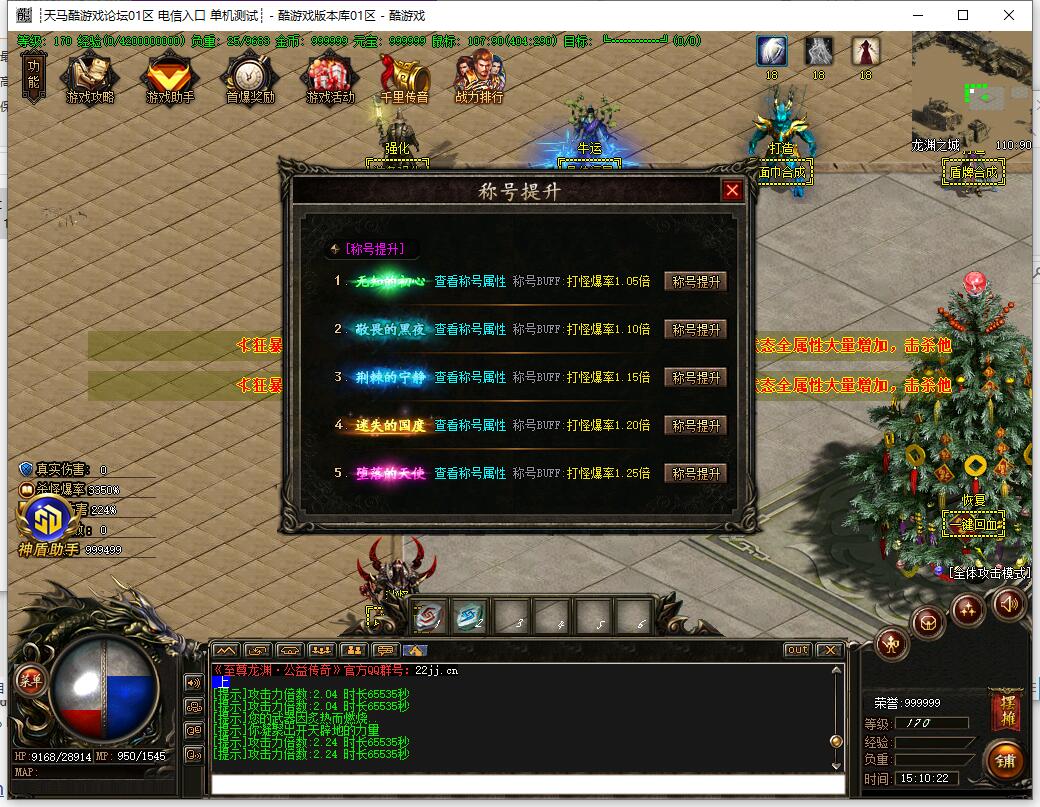 天马酷游戏论坛01区 电信入口 单机测试 - 酷游戏版本库01区 - 酷游戏
等级: 170 经验(0/4200000000) 负重: 25/9668 金币: 999999 元宝: 999999 鼠标: 107:90(404:290) 目标: (0/0)
功能
游戏攻略 游戏助手 首爆奖励 游戏活动 千里传音 战力排行
18 18 18
龙渊之城 110:90
强化 牛运 打造
面巾合成 盾牌合成
称号提升
[称号提升]
1. 无知的初心 查看称号属性 称号BUFF:打怪爆率1.05倍 称号提升
2. 敬畏的黑夜 查看称号属性 称号BUFF:打怪爆率1.10倍 称号提升
狂暴 态全属性大量增加，击杀他
3. 荆棘的宁静 查看称号属性 称号BUFF:打怪爆率1.15倍 称号提升
狂暴 态全属性大量增加，击杀他
4. 迷失的国度 查看称号属性 称号BUFF:打怪爆率1.20倍 称号提升
5. 堕落的天使 查看称号属性 称号BUFF:打怪爆率1.25倍 称号提升
真实伤害: 0
杀怪爆率 3350%
224%
0
神盾助手 999499
恢复
一键回血
[全体攻击模式]
1 2 3 4 5 6
out
菜单
《至尊龙渊·公益传奇》官方QQ群号: 22jj.cn
上
[提示]攻击力倍数:2.04 时长65535秒
[提示]攻击力倍数:2.04 时长65535秒
[提示]您的武器因炙热而燃烧
[提示]你凝聚出开天辟地的力量
[提示]攻击力倍数:2.24 时长65535秒
[提示]攻击力倍数:2.24 时长65535秒
HP:9168/28914 MP: 950/1545
MAP:
荣誉:999999
等级: 170
经验:
负重:
时间: 15:10:22
摆摊
铺